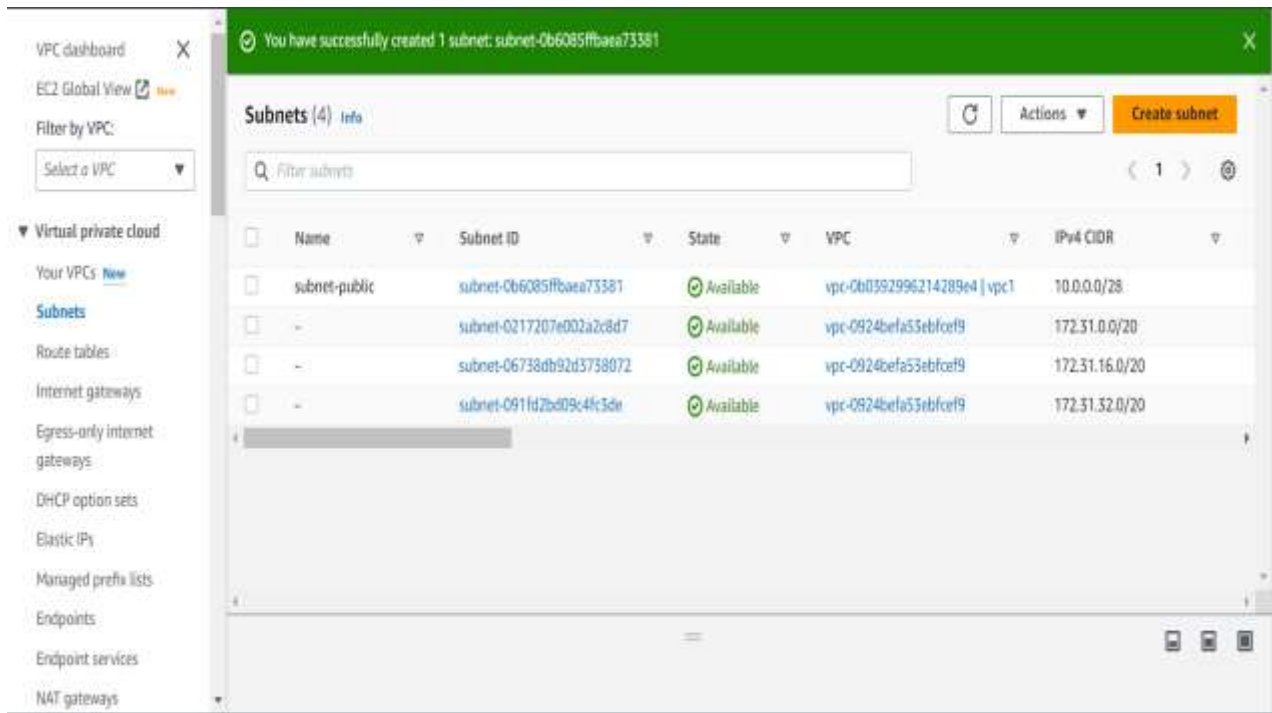 You have successfully created 1 subnet: subnet-0b6085ffbaea73381
VPC dashboard
EC2 Global View New
Filter by VPC:
Select a VPC
Virtual private cloud
Your VPCs New
Subnets
Route tables
Internet gateways
Egress-only internet
gateways
DHCP option sets
Elastic IPs
Managed prefix lists
Endpoints
Endpoint services
NAT gateways
Subnets (4) Info
Actions
Create subnet
Filter subnets
1
Name Subnet ID State VPC IPv4 CIDR
subnet-public subnet-0b6085ffbaea73381 Available vpc-0b0392996214289e4 | vpc1 10.0.0.0/28
- subnet-0217207e002a2c8d7 Available vpc-0924befa53ebfcef9 172.31.0.0/20
- subnet-06738db92d3738072 Available vpc-0924befa53ebfcef9 172.31.16.0/20
- subnet-091fd2bd09c4fc3de Available vpc-0924befa53ebfcef9 172.31.32.0/20